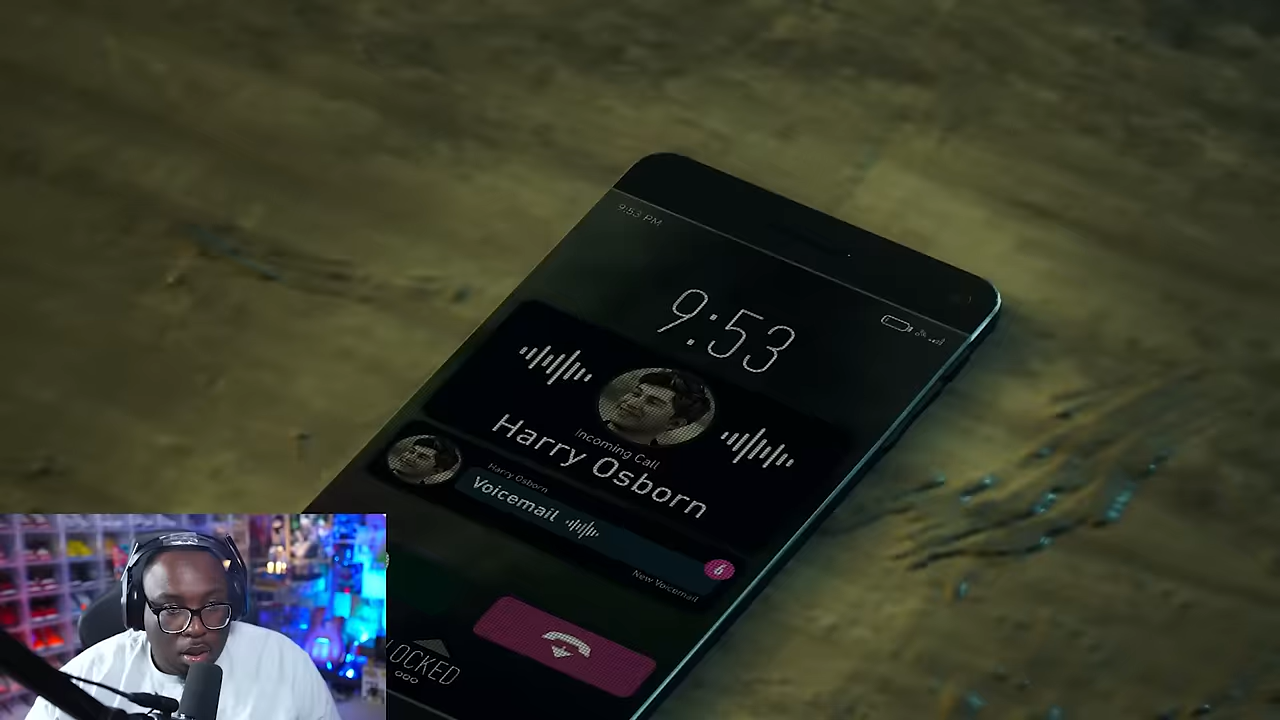 9:53 PM
9:53
Incoming Call
Harry Osborn
Harry Osborn
Voicemail
6
New Voicemail
LOCKED